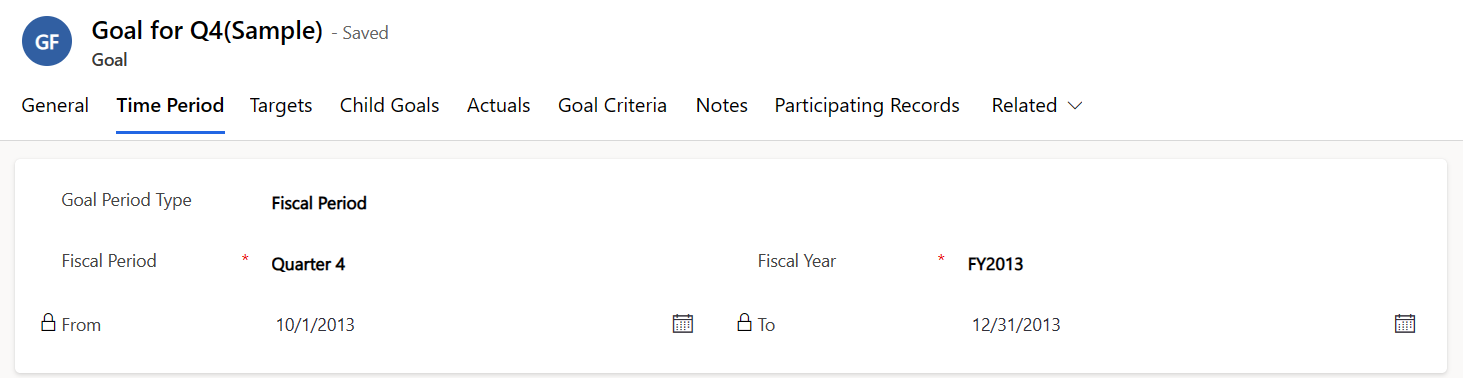 GF
Goal for Q4(Sample) - Saved
Goal
General Time Period Targets Child Goals Actuals Goal Criteria Notes Participating Records Related
Goal Period Type Fiscal Period
Fiscal Period * Quarter 4 Fiscal Year * FY2013
From 10/1/2013 To 12/31/2013